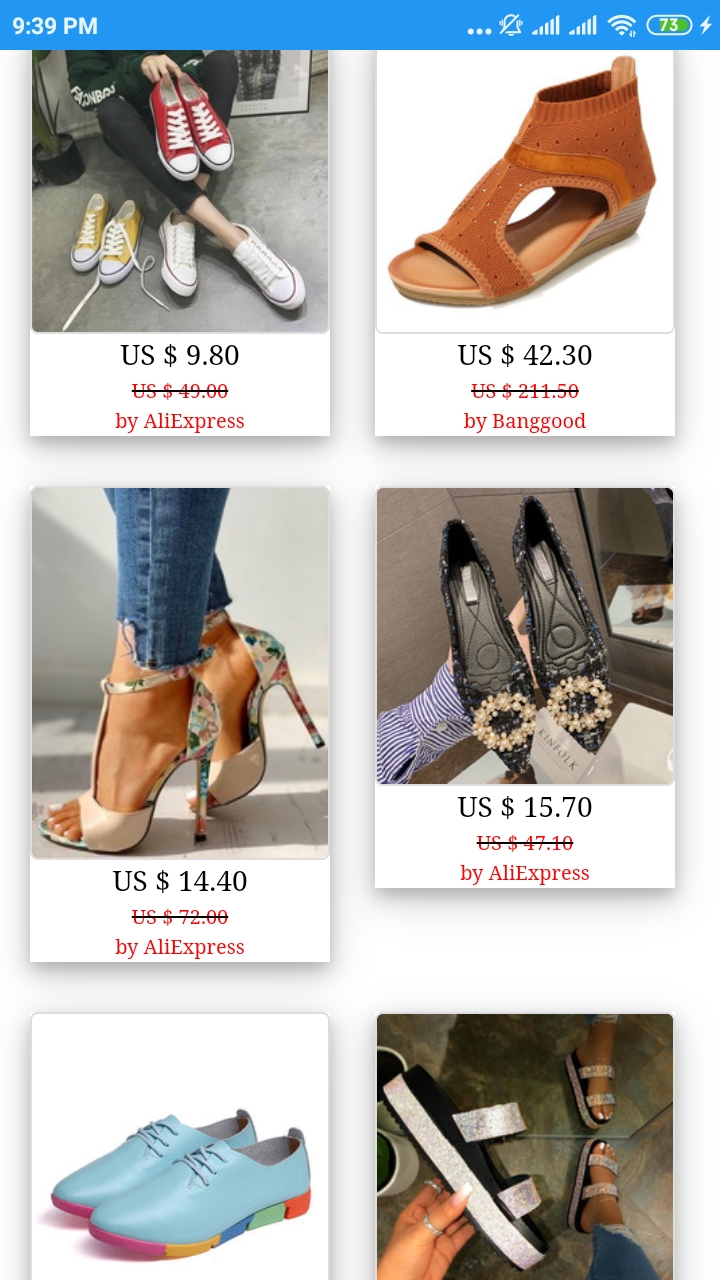 9:39 PM
73
US $ 9.80
US $ 49.00
by AliExpress
US $ 42.30
US $ 211.50
by Banggood
US $ 14.40
US $ 72.00
by AliExpress
KINFOLK
US $ 15.70
US $ 47.10
by AliExpress